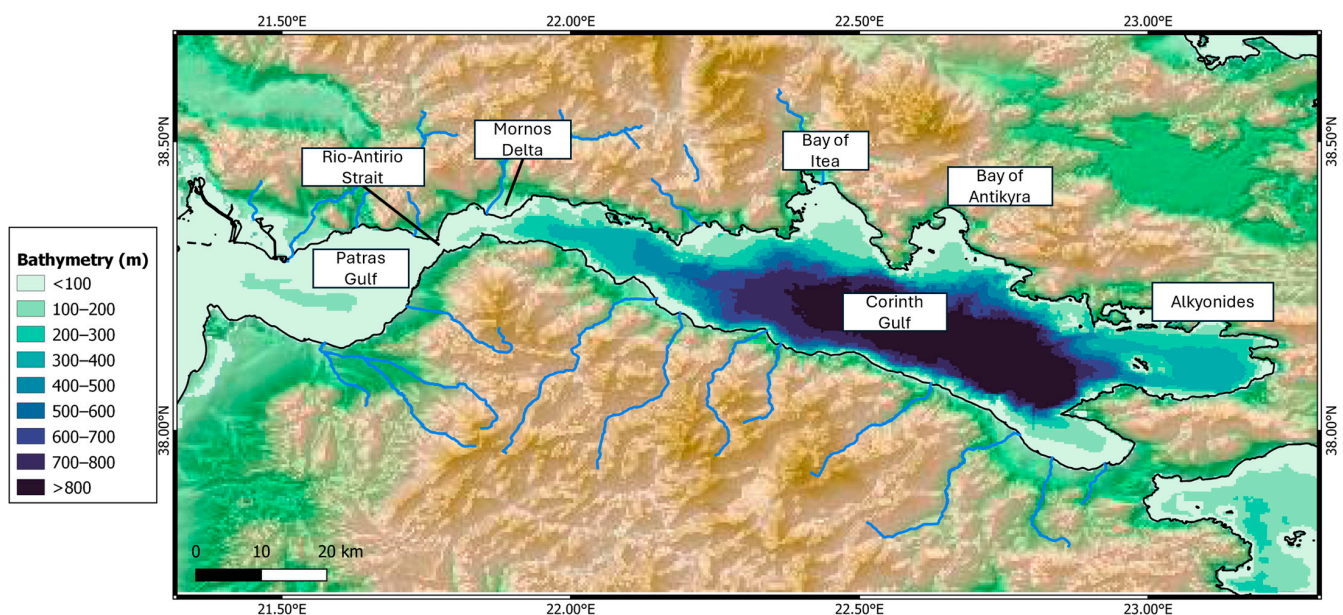 21.50°E
22.00°E
22.50°E
23.00°E
38.50°N
38.50°N
Mornos
Delta
Rio-Antirio
Strait
Bay of
Itea
Bay of
Antikyra
Patras
Gulf
Corinth
Gulf
Alkyonides
Bathymetry (m)
<100
100–200
200–300
300–400
400–500
500–600
600–700
700–800
>800
38.00°N
38.00°N
0 10 20 km
21.50°E
22.00°E
22.50°E
23.00°E